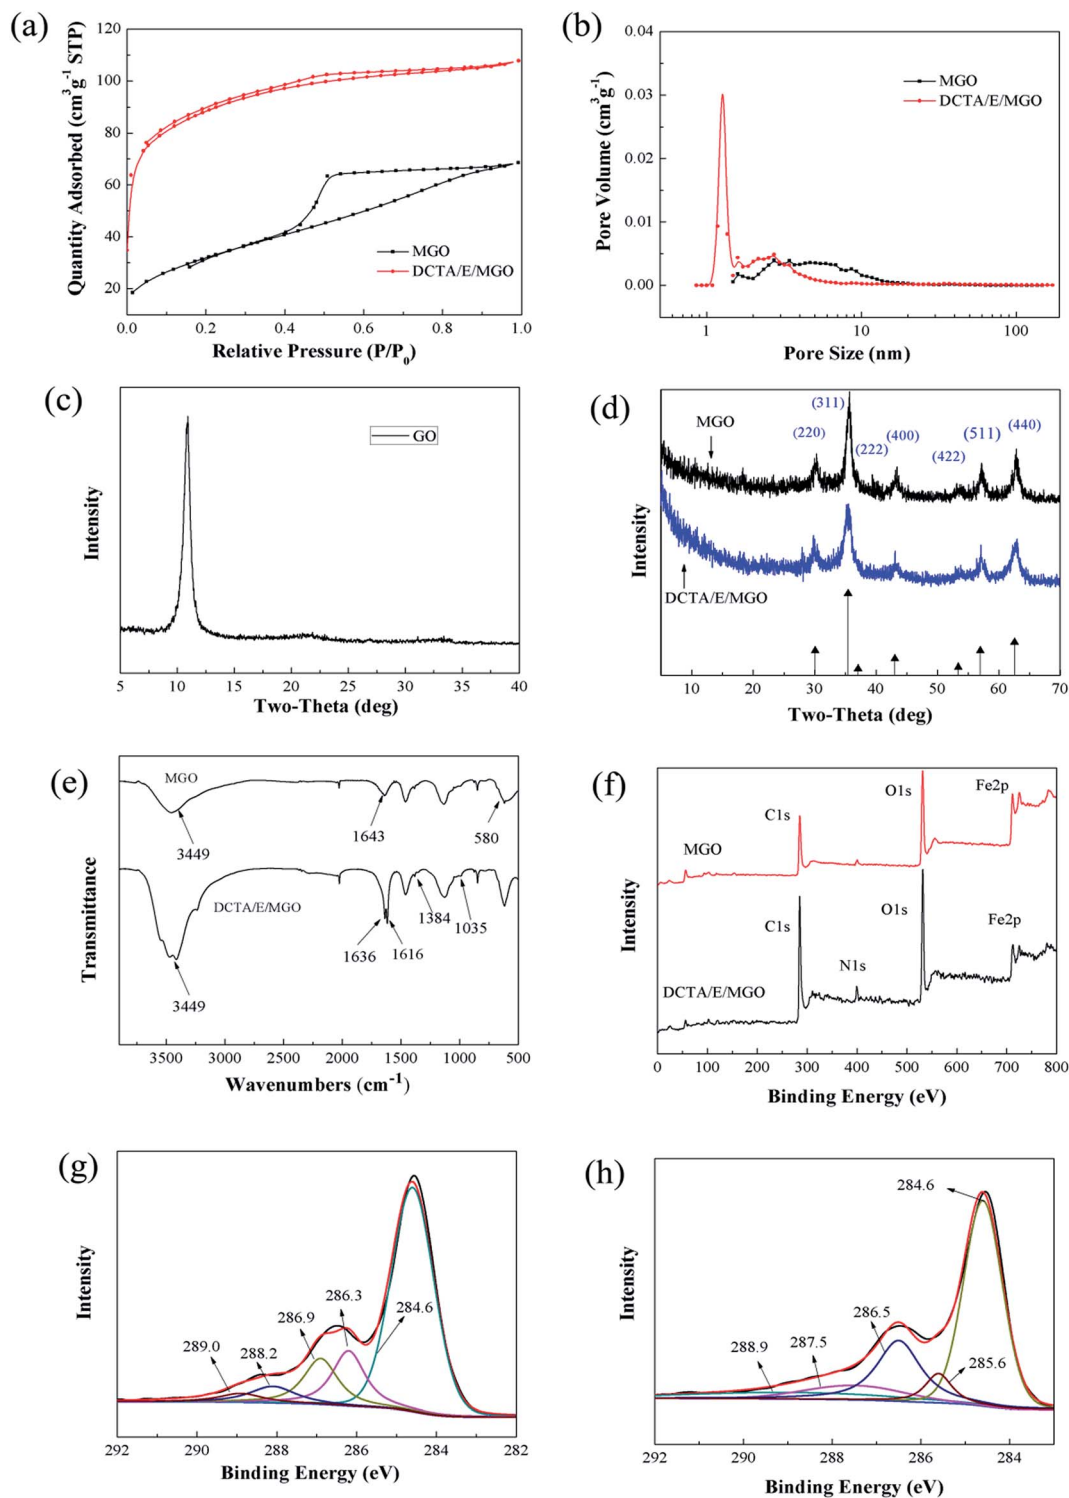 (a)
Quantity Adsorbed (cm³g⁻¹ STP)
120
100
80
60
40
20
MGO
DCTA/E/MGO
0.0 0.2 0.4 0.6 0.8 1.0
Relative Pressure (P/P₀)
(b)
Pore Volume (cm³g⁻¹)
0.04
0.03
0.02
0.01
0.00
MGO
DCTA/E/MGO
1 10 100
Pore Size (nm)
(c)
Intensity
GO
5 10 15 20 25 30 35 40
Two-Theta (deg)
(d)
Intensity
MGO
(220)
(311)
(222)
(400)
(422)
(511)
(440)
DCTA/E/MGO
10 20 30 40 50 60 70
Two-Theta (deg)
(e)
Transmittance
MGO
3449
1643
580
DCTA/E/MGO
3449
1636
1616
1384
1035
3500 3000 2500 2000 1500 1000 500
Wavenumbers (cm⁻¹)
(f)
Intensity
MGO
C1s
O1s
Fe2p
DCTA/E/MGO
C1s
N1s
O1s
Fe2p
0 100 200 300 400 500 600 700 800
Binding Energy (eV)
(g)
Intensity
289.0
288.2
286.9
286.3
284.6
292 290 288 286 284 282
Binding Energy (eV)
(h)
Intensity
288.9
287.5
286.5
284.6
285.6
292 290 288 286 284
Binding Energy (eV)